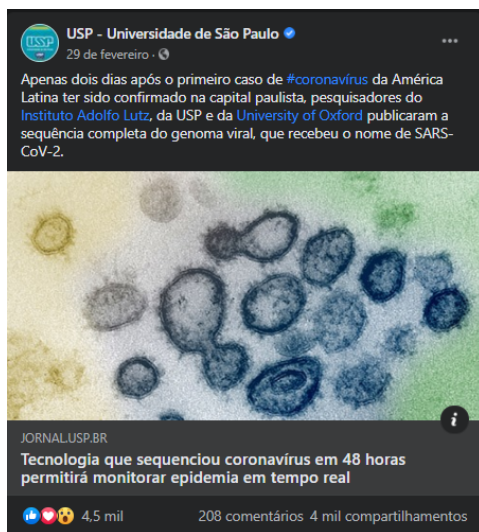 USP - Universidade de São Paulo
29 de fevereiro ·
Apenas dois dias após o primeiro caso de #coronavírus da América
Latina ter sido confirmado na capital paulista, pesquisadores do
Instituto Adolfo Lutz, da USP e da University of Oxford publicaram a
sequência completa do genoma viral, que recebeu o nome de SARS-
CoV-2.
JORNAL.USP.BR
Tecnologia que sequenciou coronavírus em 48 horas
permitirá monitorar epidemia em tempo real
4,5 mil 208 comentários 4 mil compartilhamentos